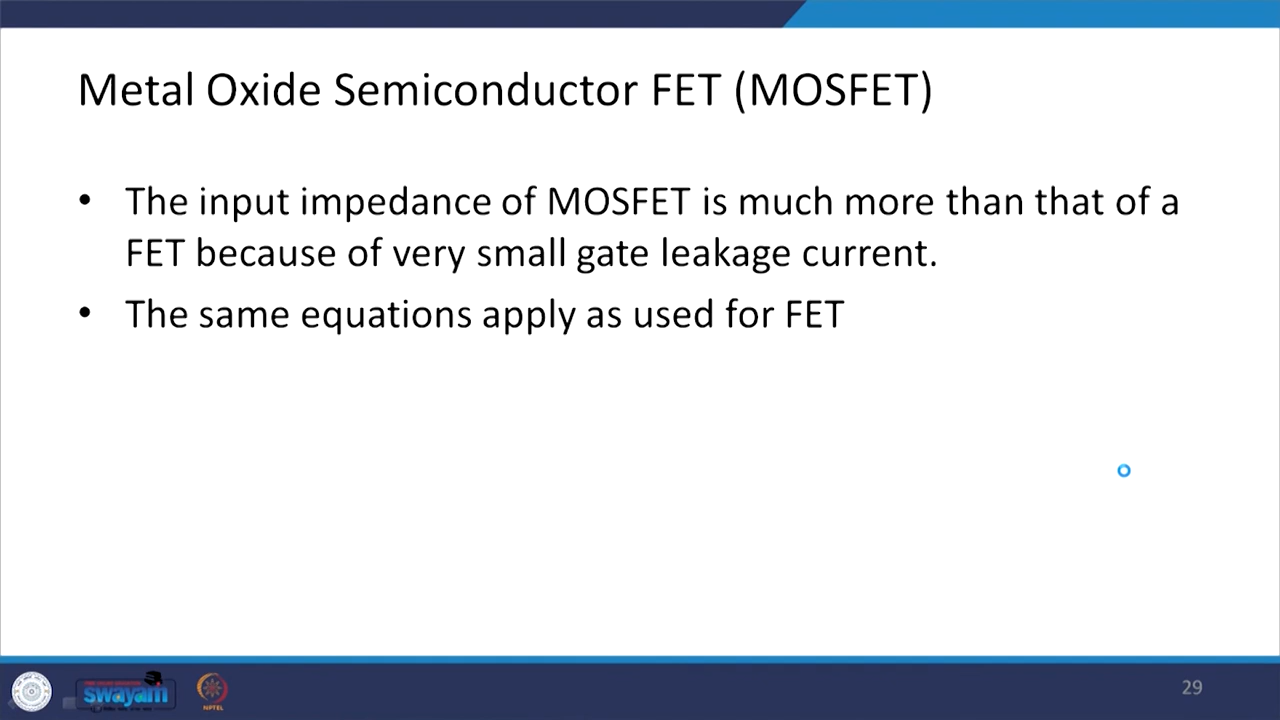 Metal Oxide Semiconductor FET (MOSFET)
• The input impedance of MOSFET is much more than that of a
FET because of very small gate leakage current.
• The same equations apply as used for FET
swayam
NPTEL
29